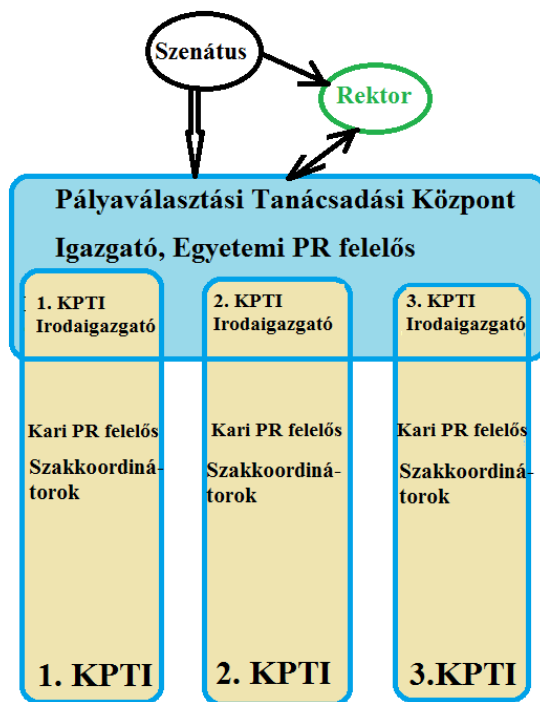 Szenátus
Rektor
Pályaválasztási Tanácsadási Központ
Igazgató, Egyetemi PR felelős
1. KPTI
Irodaigazgató
2. KPTI
Irodaigazgató
3. KPTI
Irodaigazgató
Kari PR felelős
Szakkoordiná-
torok
Kari PR felelős
Szakkoordiná-
torok
Kari PR felelős
Szakkoordiná-
torok
1. KPTI
2. KPTI
3.KPTI